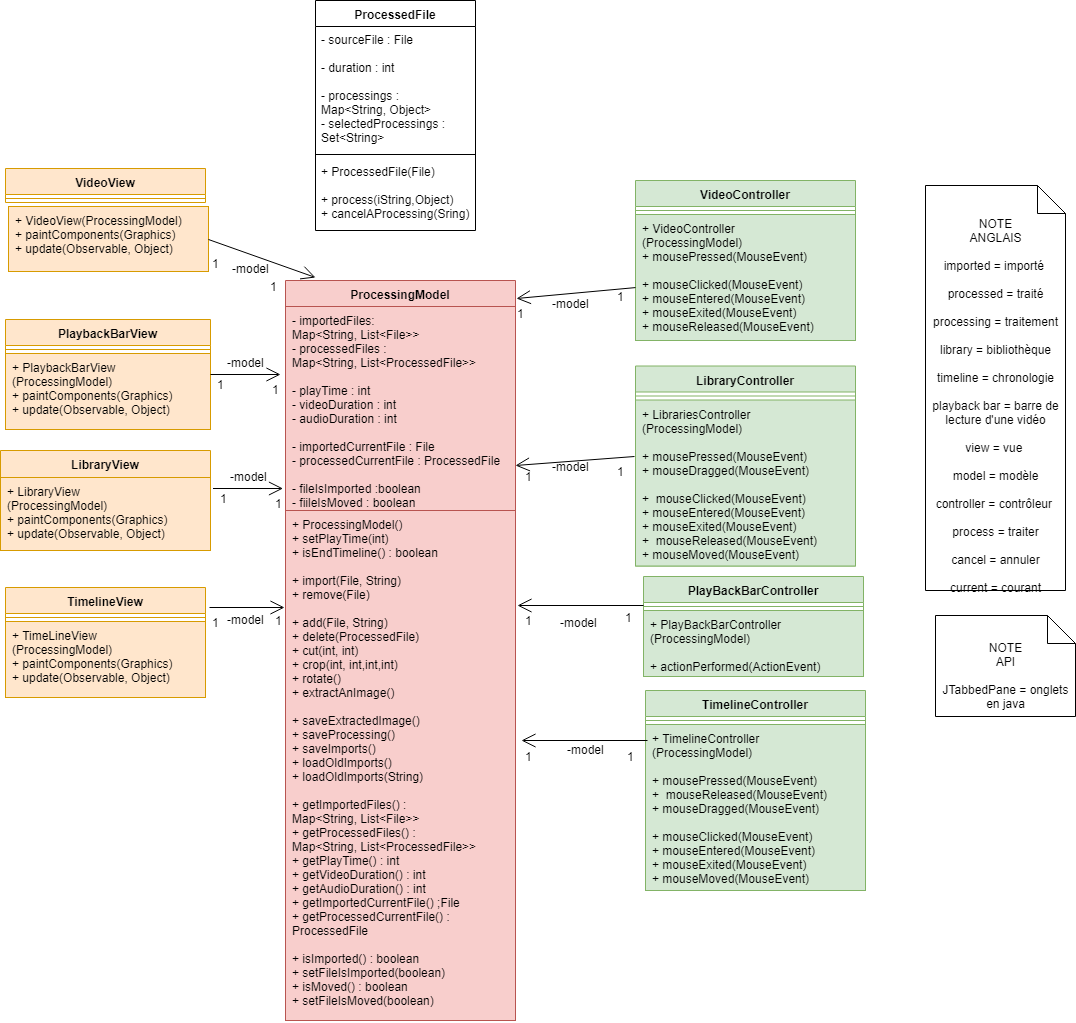 ProcessedFile
- sourceFile : File
- duration : int
- processings :
Map<String, Object>
- selectedProcessings :
Set<String>
+ ProcessedFile(File)
+ process(iString,Object)
+ cancelAProcessing(Sring)
VideoView
+ VideoView(ProcessingModel)
+ paintComponents(Graphics)
+ update(Observable, Object)
1
-model
1
PlaybackBarView
+ PlaybackBarView
(ProcessingModel)
+ paintComponents(Graphics)
+ update(Observable, Object)
-model
1
1
LibraryView
+ LibraryView
(ProcessingModel)
+ paintComponents(Graphics)
+ update(Observable, Object)
-model
1
1
TimelineView
+ TimeLineView
(ProcessingModel)
+ paintComponents(Graphics)
+ update(Observable, Object)
1
-model
1
ProcessingModel
- importedFiles:
Map<String, List<File>>
- processedFiles :
Map<String, List<ProcessedFile>>
- playTime : int
- videoDuration : int
- audioDuration : int
- importedCurrentFile : File
- processedCurrentFile : ProcessedFile
- fileIsImported :boolean
- fiileIsMoved : boolean
+ ProcessingModel()
+ setPlayTime(int)
+ isEndTimeline() : boolean
+ import(File, String)
+ remove(File)
+ add(File, String)
+ delete(ProcessedFile)
+ cut(int, int)
+ crop(int, int,int,int)
+ rotate()
+ extractAnImage()
+ saveExtractedImage()
+ saveProcessing()
+ saveImports()
+ loadOldImports()
+ loadOldImports(String)
+ getImportedFiles() :
Map<String, List<File>>
+ getProcessedFiles() :
Map<String, List<ProcessedFile>>
+ getPlayTime() : int
+ getVideoDuration() : int
+ getAudioDuration() : int
+ getImportedCurrentFile() ;File
+ getProcessedCurrentFile() :
ProcessedFile
+ isImported() : boolean
+ setFileIsImported(boolean)
+ isMoved() : boolean
+ setFileIsMoved(boolean)
VideoController
+ VideoController
(ProcessingModel)
+ mousePressed(MouseEvent)
+ mouseClicked(MouseEvent)
+ mouseEntered(MouseEvent)
+ mouseExited(MouseEvent)
+ mouseReleased(MouseEvent)
1
-model
1
LibraryController
+ LibrariesController
(ProcessingModel)
+ mousePressed(MouseEvent)
+ mouseDragged(MouseEvent)
+  mouseClicked(MouseEvent)
+ mouseEntered(MouseEvent)
+ mouseExited(MouseEvent)
+  mouseReleased(MouseEvent)
+ mouseMoved(MouseEvent)
1
-model
1
PlayBackBarController
+ PlayBackBarController
(ProcessingModel)
+ actionPerformed(ActionEvent)
1
-model
1
TimelineController
+ TimelineController
(ProcessingModel)
+ mousePressed(MouseEvent)
+  mouseReleased(MouseEvent)
+ mouseDragged(MouseEvent)
+ mouseClicked(MouseEvent)
+ mouseEntered(MouseEvent)
+ mouseExited(MouseEvent)
+ mouseMoved(MouseEvent)
1
-model
1
NOTE
ANGLAIS
imported = importé
processed = traité
processing = traitement
library = bibliothèque
timeline = chronologie
playback bar = barre de
lecture d'une vidéo
view = vue
model = modèle
controller = contrôleur
process = traiter
cancel = annuler
current = courant
NOTE
API
JTabbedPane = onglets
en java